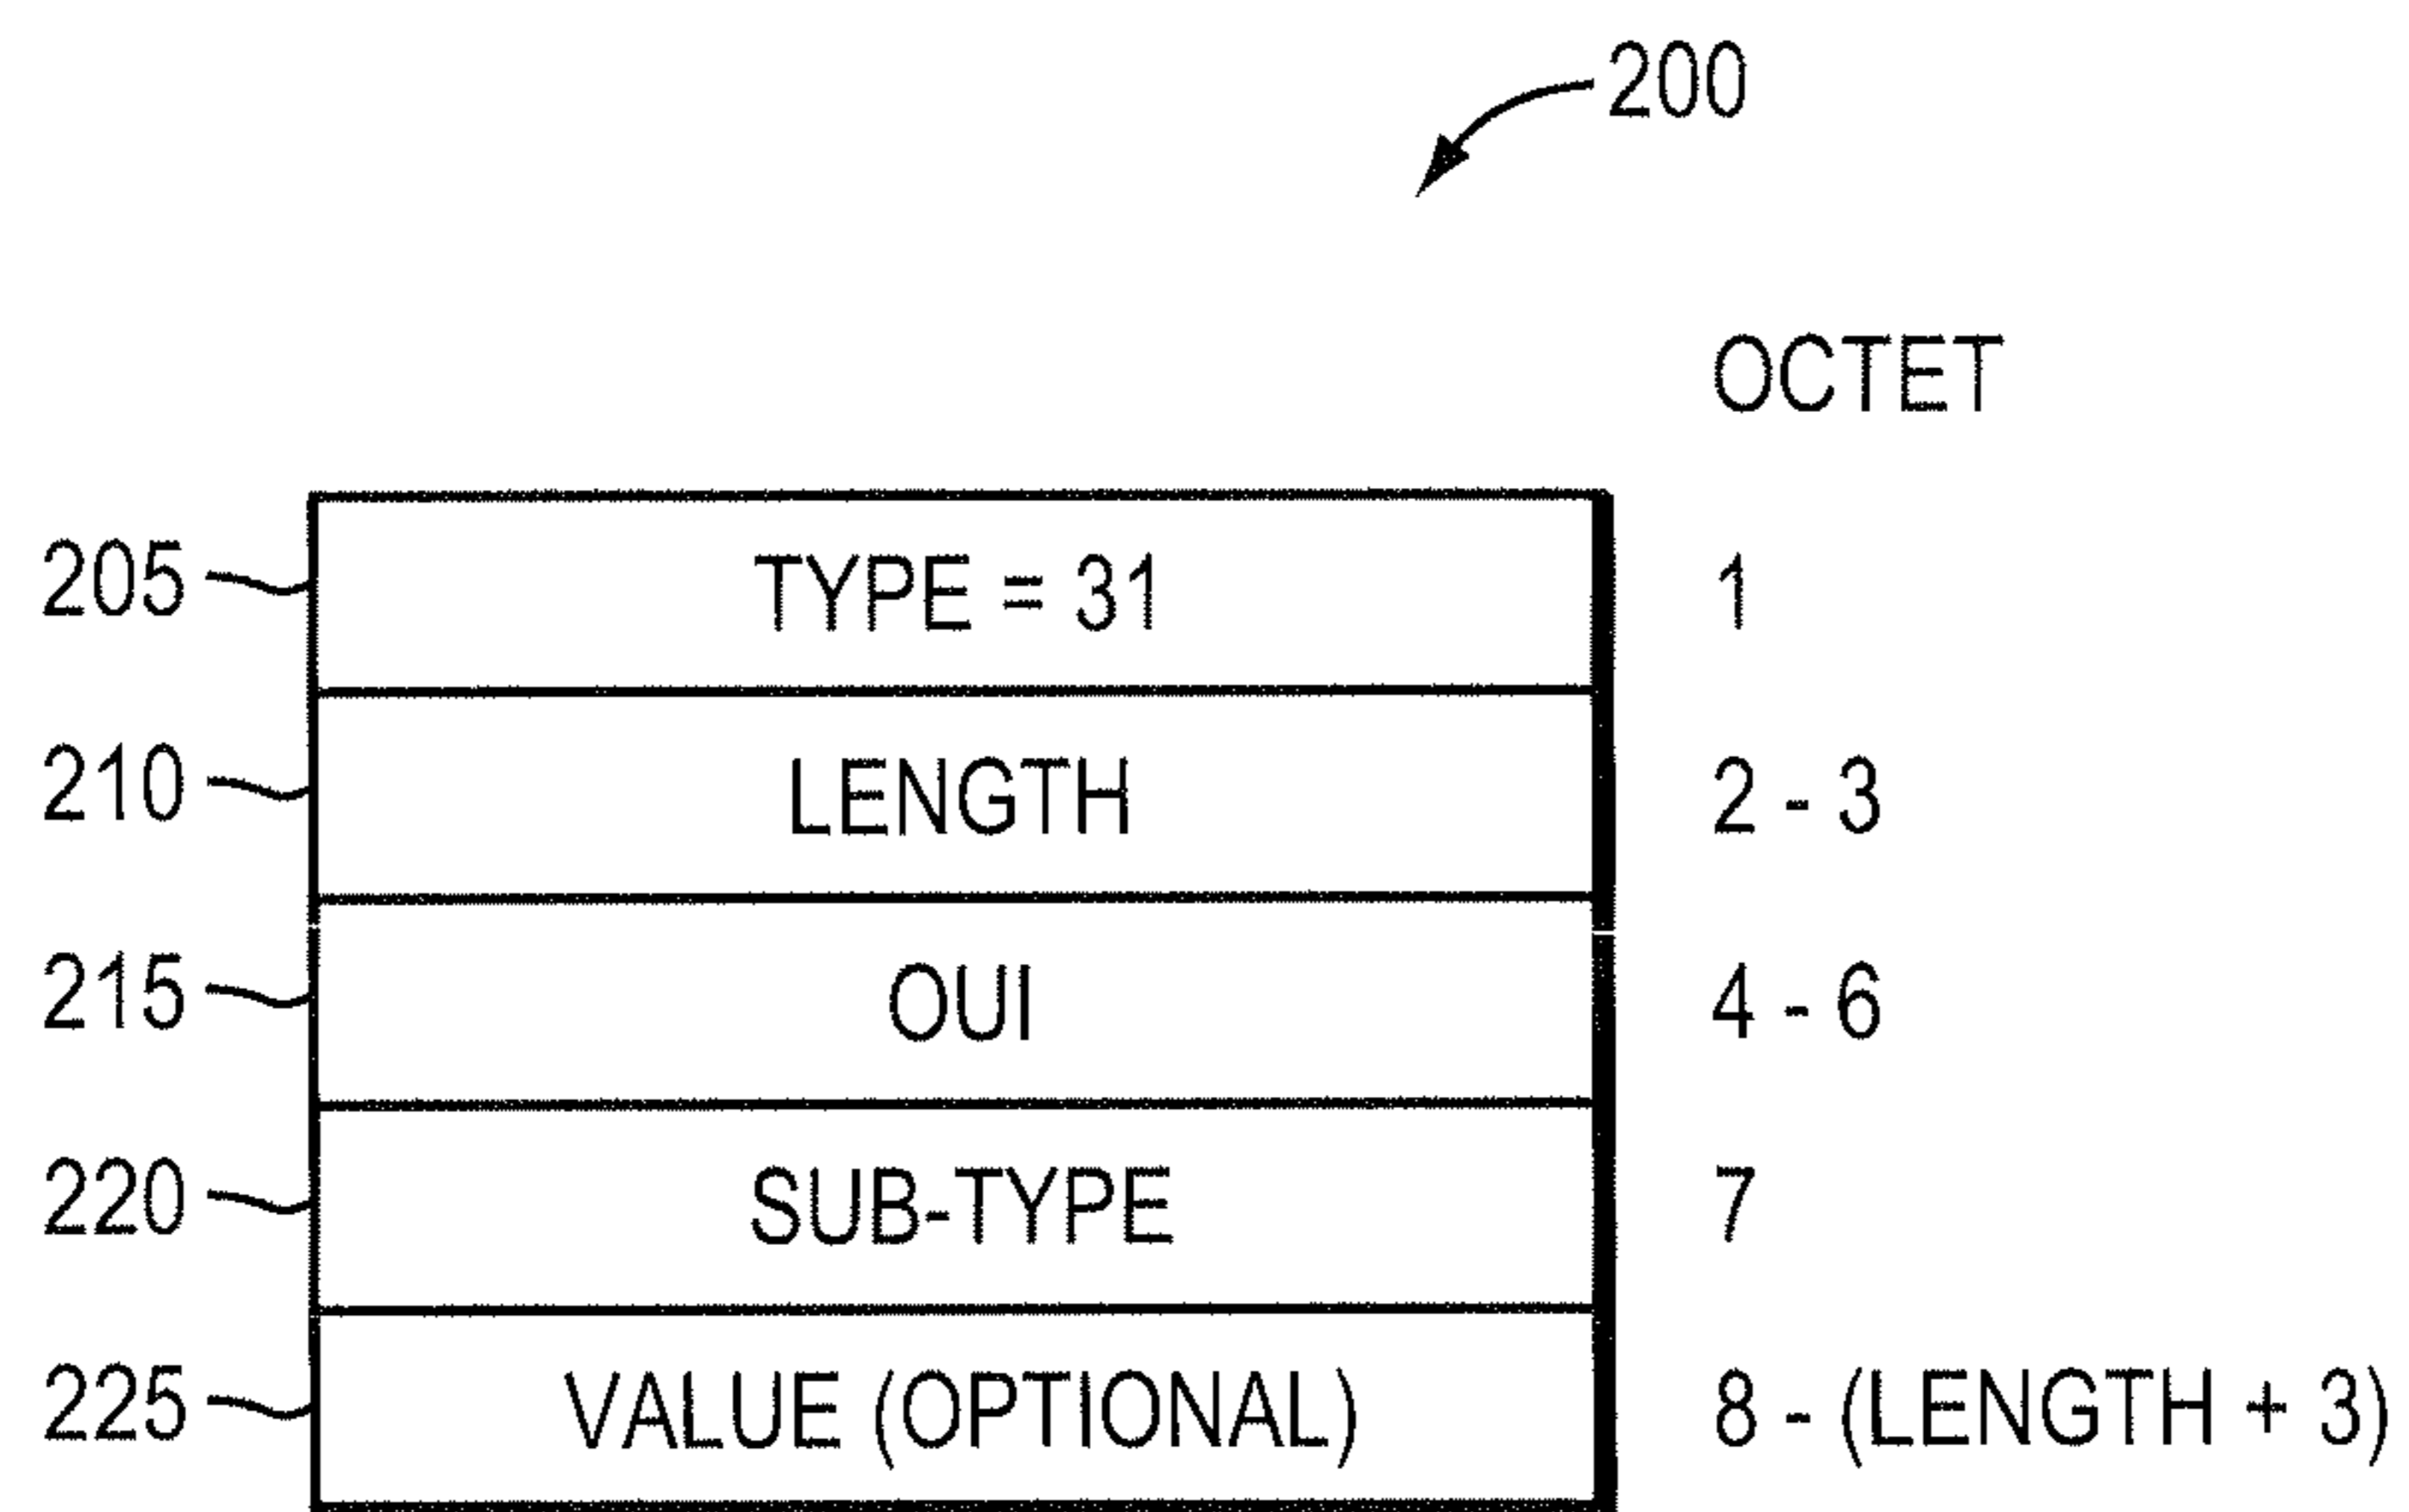 200
OCTET
205 TYPE = 31 1
210 LENGTH 2 - 3
215 OUI 4 - 6
220 SUB-TYPE 7
225 VALUE (OPTIONAL) 8 - (LENGTH + 3)